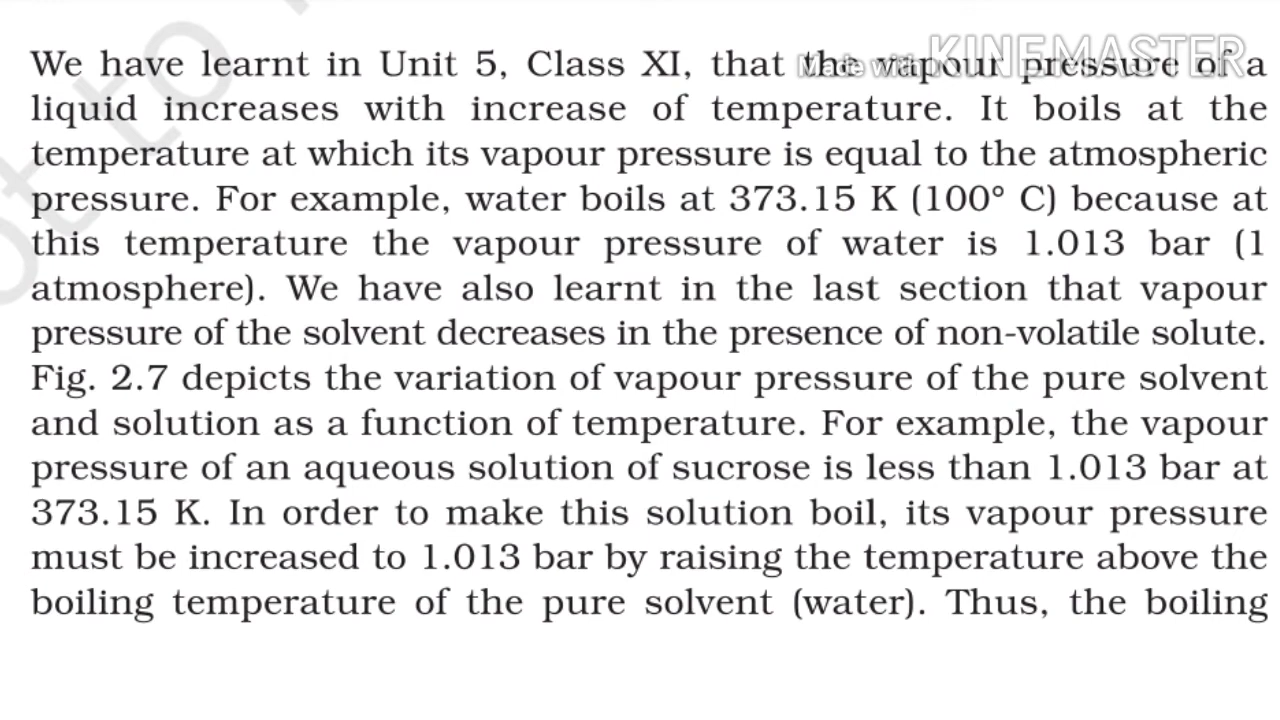 We have learnt in Unit 5, Class XI, that the vapour pressure of a
liquid increases with increase of temperature. It boils at the
temperature at which its vapour pressure is equal to the atmospheric
pressure. For example, water boils at 373.15 K (100° C) because at
this temperature the vapour pressure of water is 1.013 bar (1
atmosphere). We have also learnt in the last section that vapour
pressure of the solvent decreases in the presence of non-volatile solute.
Fig. 2.7 depicts the variation of vapour pressure of the pure solvent
and solution as a function of temperature. For example, the vapour
pressure of an aqueous solution of sucrose is less than 1.013 bar at
373.15 K. In order to make this solution boil, its vapour pressure
must be increased to 1.013 bar by raising the temperature above the
boiling temperature of the pure solvent (water). Thus, the boiling
Made with KINEMASTER
ot to